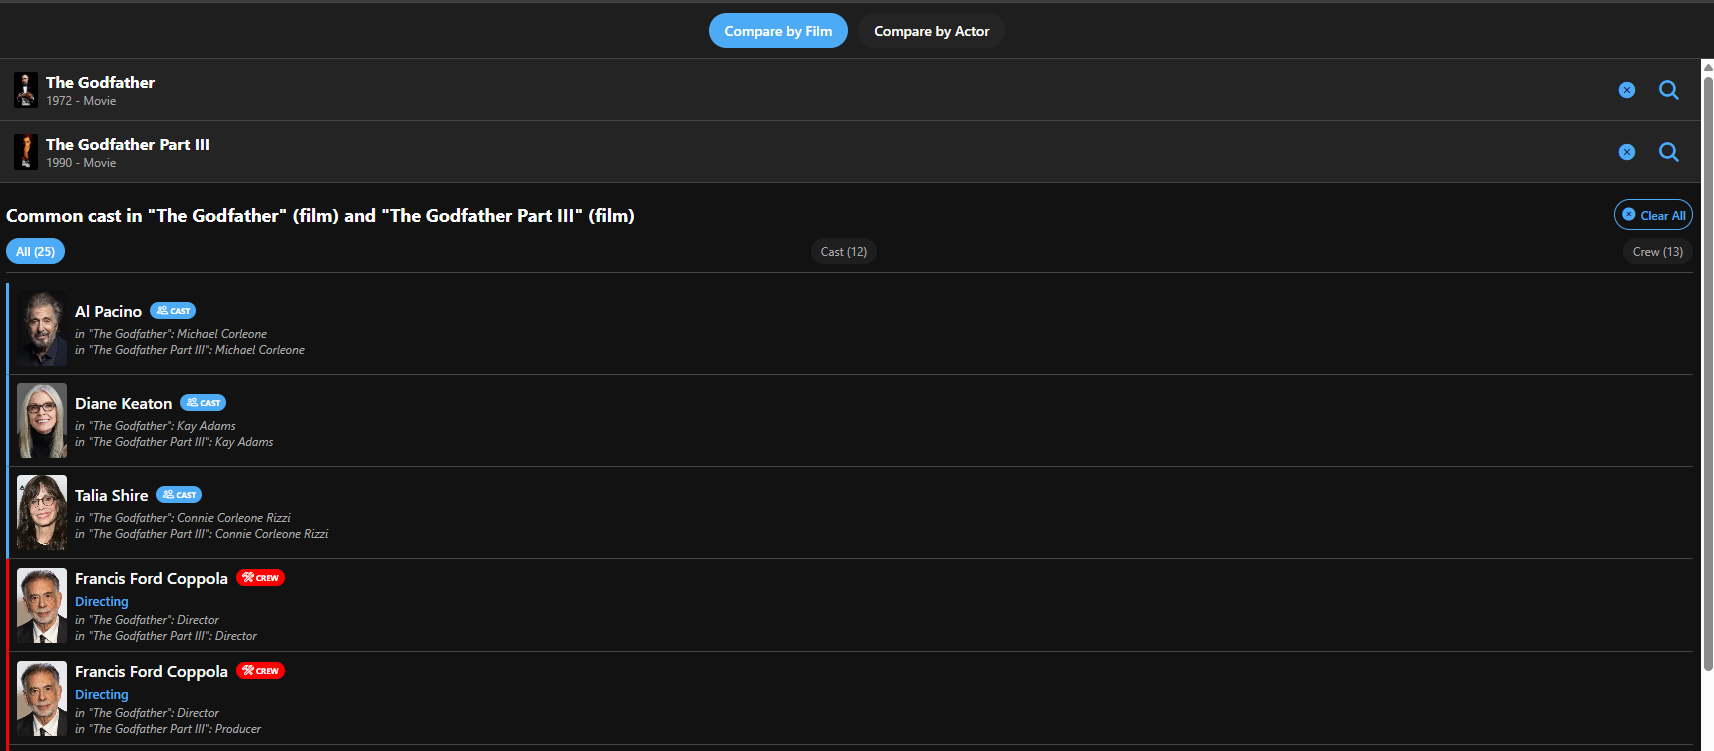 Compare by Film
Compare by Actor
The Godfather
1972 - Movie
The Godfather Part III
1990 - Movie
Common cast in "The Godfather" (film) and "The Godfather Part III" (film)
Clear All
All (25)
Cast (12)
Crew (13)
Al Pacino CAST
in "The Godfather": Michael Corleone
in "The Godfather Part III": Michael Corleone
Diane Keaton CAST
in "The Godfather": Kay Adams
in "The Godfather Part III": Kay Adams
Talia Shire CAST
in "The Godfather": Connie Corleone Rizzi
in "The Godfather Part III": Connie Corleone Rizzi
Francis Ford Coppola CREW
Directing
in "The Godfather": Director
in "The Godfather Part III": Director
Francis Ford Coppola CREW
Directing
in "The Godfather": Director
in "The Godfather Part III": Producer